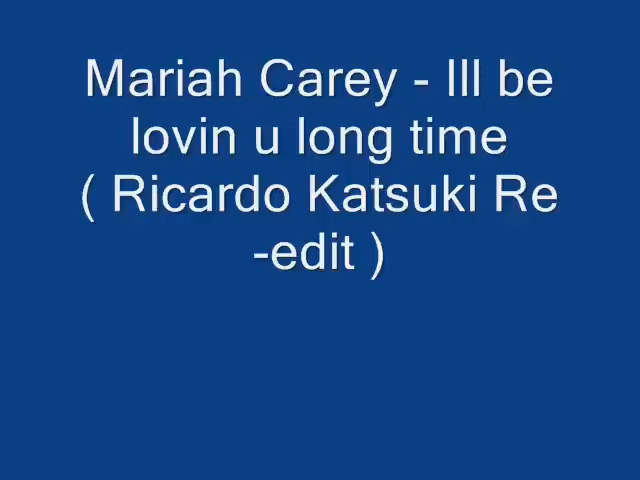 Mariah Carey - Ill be
lovin u long time
( Ricardo Katsuki Re
-edit )